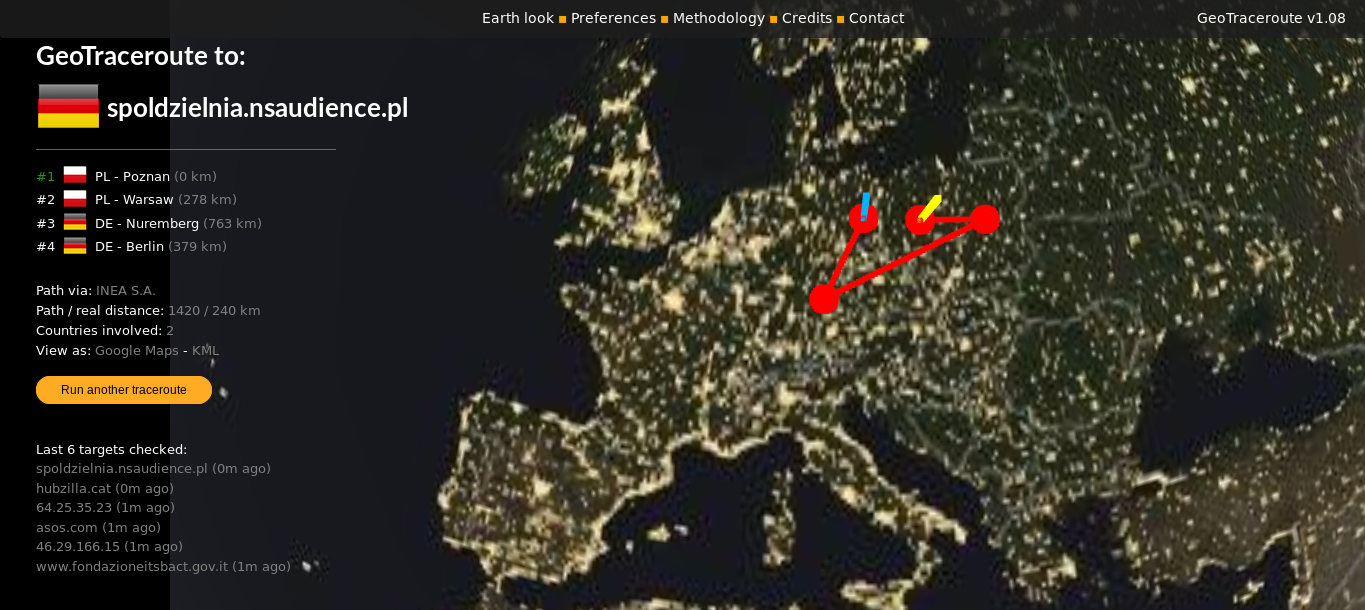 Earth look ■ Preferences ■ Methodology ■ Credits ■ Contact
GeoTraceroute v1.08
GeoTraceroute to:
spoldzielnia.nsaudience.pl
#1 PL - Poznan (0 km)
#2 PL - Warsaw (278 km)
#3 DE - Nuremberg (763 km)
#4 DE - Berlin (379 km)
Path via: INEA S.A.
Path / real distance: 1420 / 240 km
Countries involved: 2
View as: Google Maps - KML
Run another traceroute
Last 6 targets checked:
spoldzielnia.nsaudience.pl (0m ago)
hubzilla.cat (0m ago)
64.25.35.23 (1m ago)
asos.com (1m ago)
46.29.166.15 (1m ago)
www.fondazioneitsbact.gov.it (1m ago)